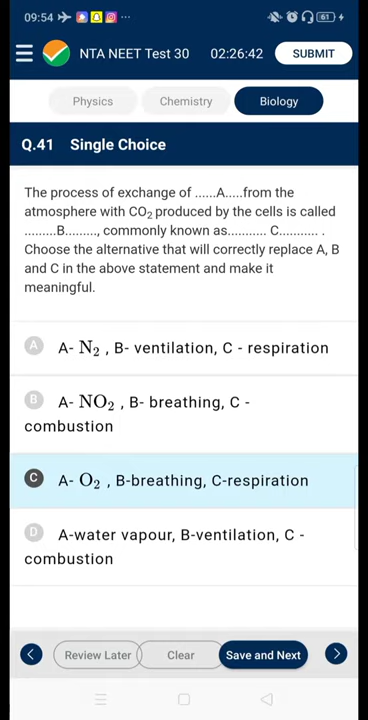 09:54 ... 61
NTA NEET Test 30 02:26:42 SUBMIT
Physics Chemistry Biology
Q.41 Single Choice
The process of exchange of ......A.....from the
atmosphere with CO₂ produced by the cells is called
.........B........., commonly known as........... C........... .
Choose the alternative that will correctly replace A, B
and C in the above statement and make it
meaningful.
A A- N₂ , B- ventilation, C - respiration
B A- NO₂ , B- breathing, C -
combustion
C A- O₂ , B-breathing, C-respiration
D A-water vapour, B-ventilation, C -
combustion
Review Later Clear Save and Next